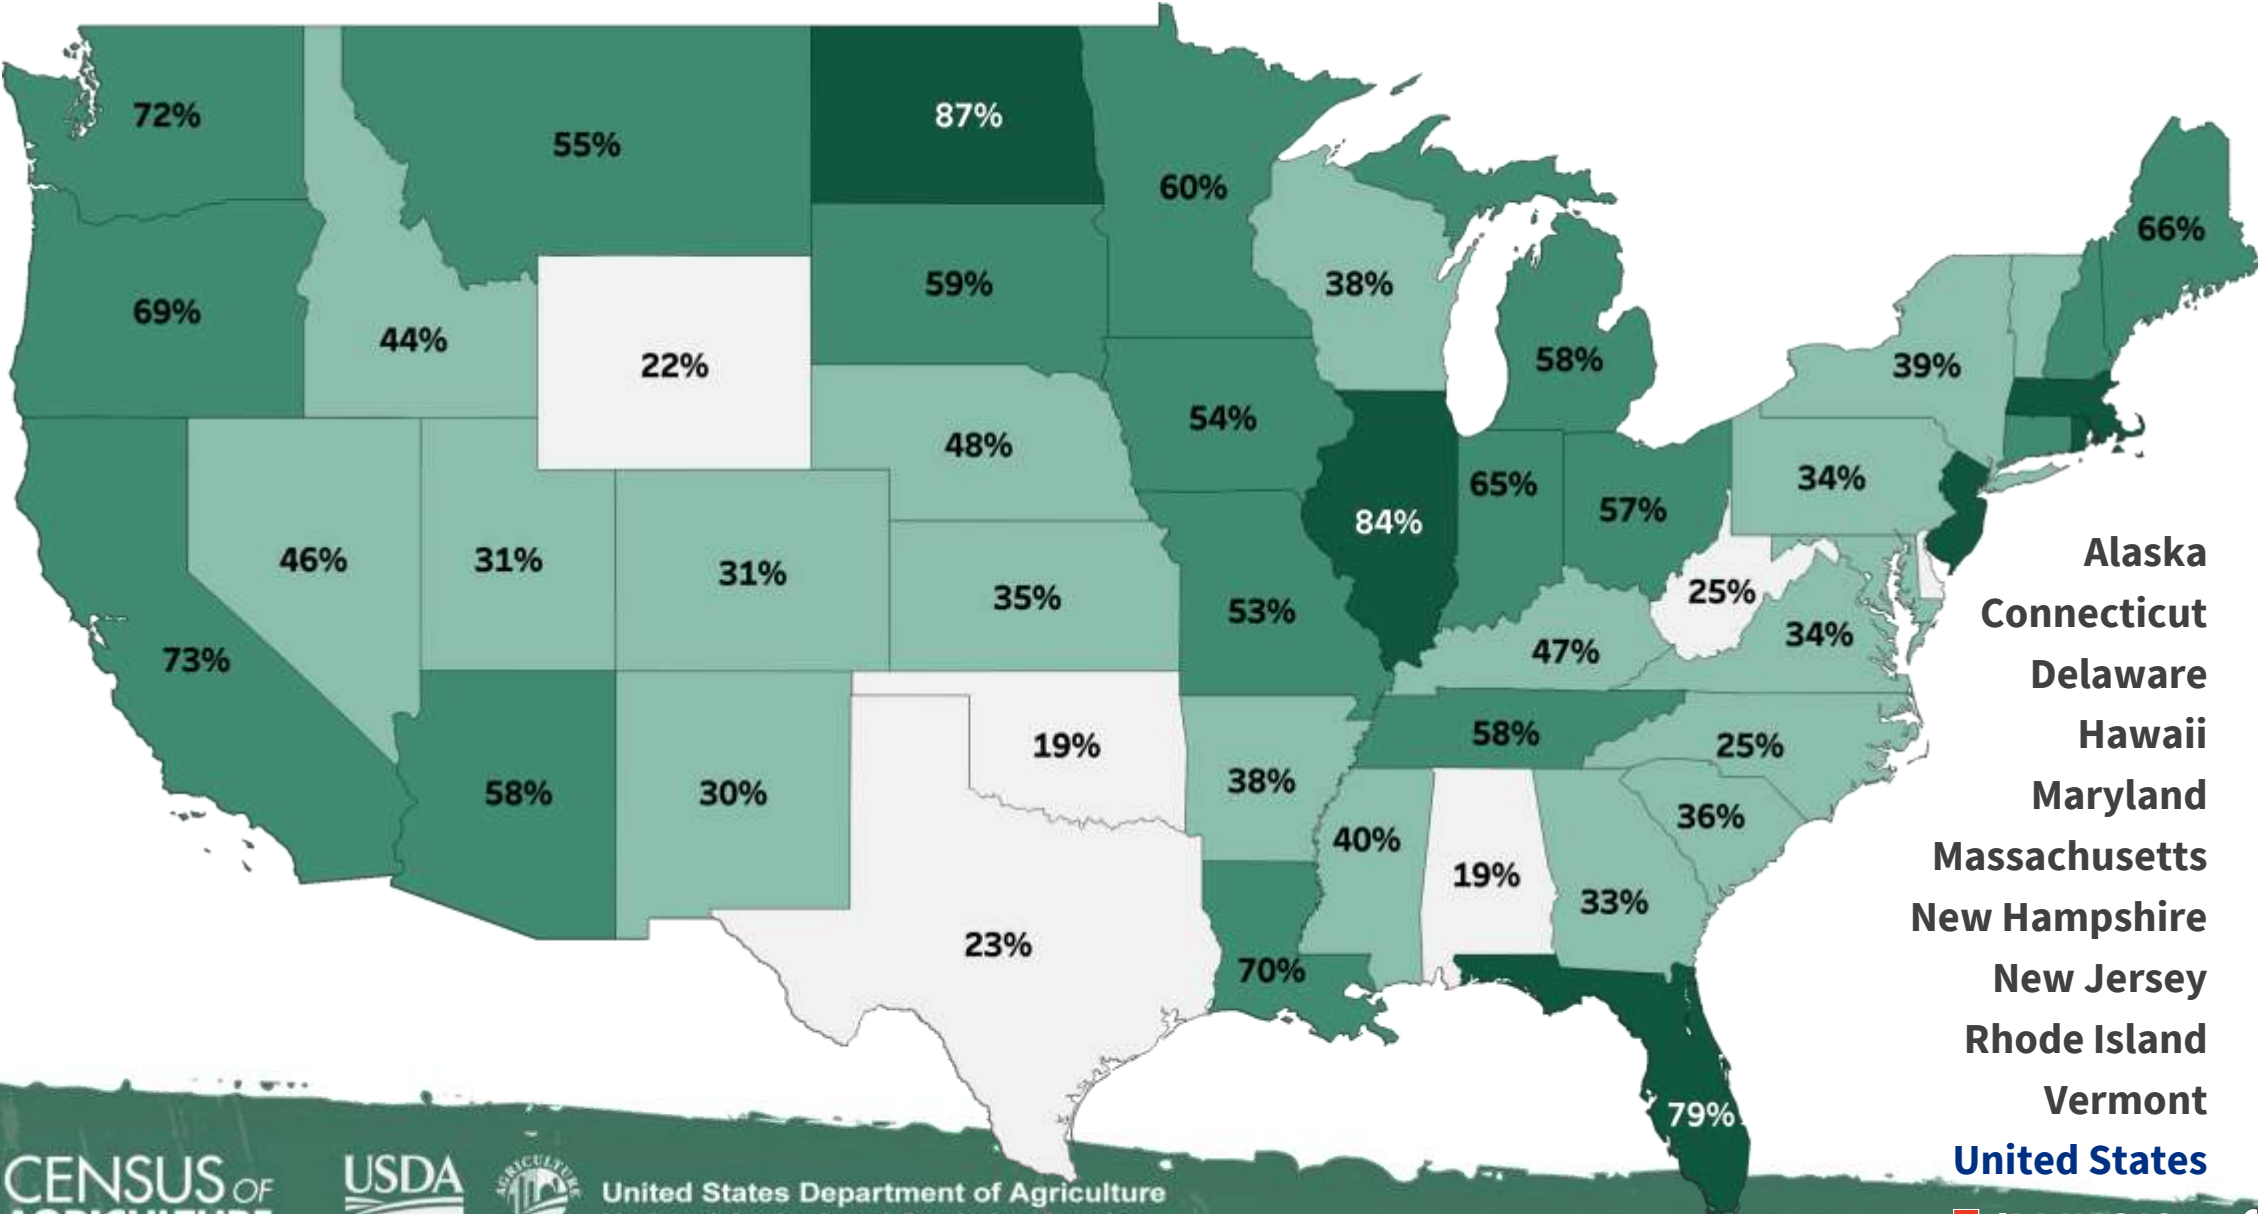 72%
55%
87%
60%
66%
69%
44%
22%
59%
38%
58%
39%
48%
54%
84%
65%
57%
34%
46%
31%
31%
35%
53%
47%
25%
34%
73%
58%
30%
19%
38%
58%
25%
40%
19%
33%
36%
23%
70%
79%
Alaska
Connecticut
Delaware
Hawaii
Maryland
Massachusetts
New Hampshire
New Jersey
Rhode Island
Vermont
United States
CENSUS OF
AGRICULTURE
USDA
AGRICULTURE
United States Department of Agriculture